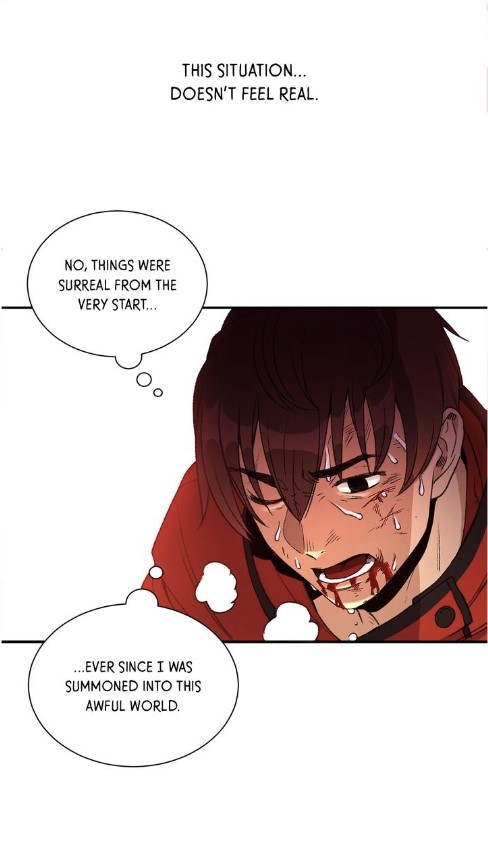 THIS SITUATION...
DOESN'T FEEL REAL.
NO, THINGS WERE
SURREAL FROM THE
VERY START...
...EVER SINCE I WAS
SUMMONED INTO THIS
AWFUL WORLD.